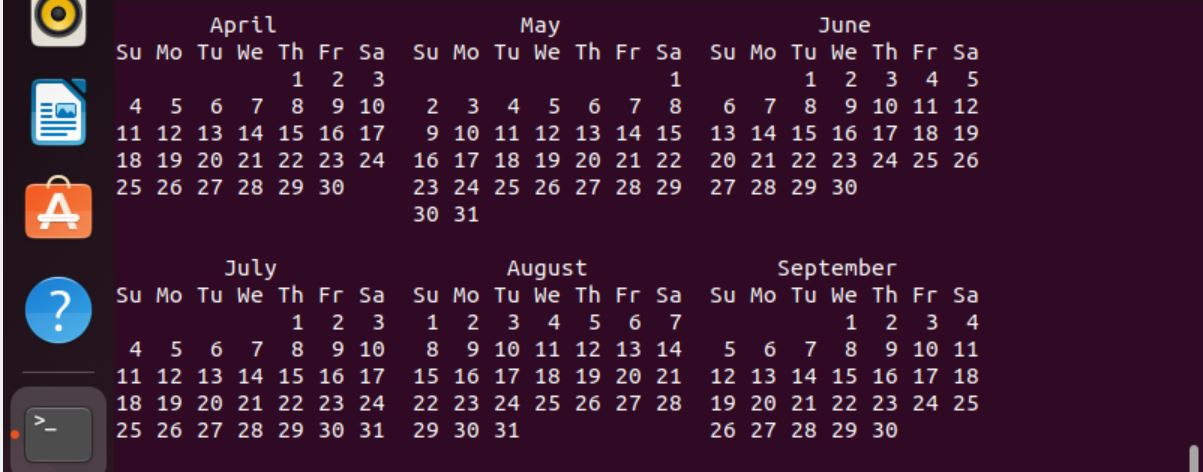 April                  May                   June
Su Mo Tu We Th Fr Sa  Su Mo Tu We Th Fr Sa  Su Mo Tu We Th Fr Sa
             1  2  3                     1         1  2  3  4  5
 4  5  6  7  8  9 10   2  3  4  5  6  7  8   6  7  8  9 10 11 12
11 12 13 14 15 16 17   9 10 11 12 13 14 15  13 14 15 16 17 18 19
18 19 20 21 22 23 24  16 17 18 19 20 21 22  20 21 22 23 24 25 26
25 26 27 28 29 30     23 24 25 26 27 28 29  27 28 29 30
                      30 31
        July                 August              September
Su Mo Tu We Th Fr Sa  Su Mo Tu We Th Fr Sa  Su Mo Tu We Th Fr Sa
             1  2  3   1  2  3  4  5  6  7            1  2  3  4
 4  5  6  7  8  9 10   8  9 10 11 12 13 14   5  6  7  8  9 10 11
11 12 13 14 15 16 17  15 16 17 18 19 20 21  12 13 14 15 16 17 18
18 19 20 21 22 23 24  22 23 24 25 26 27 28  19 20 21 22 23 24 25
25 26 27 28 29 30 31  29 30 31              26 27 28 29 30
A
?
>_